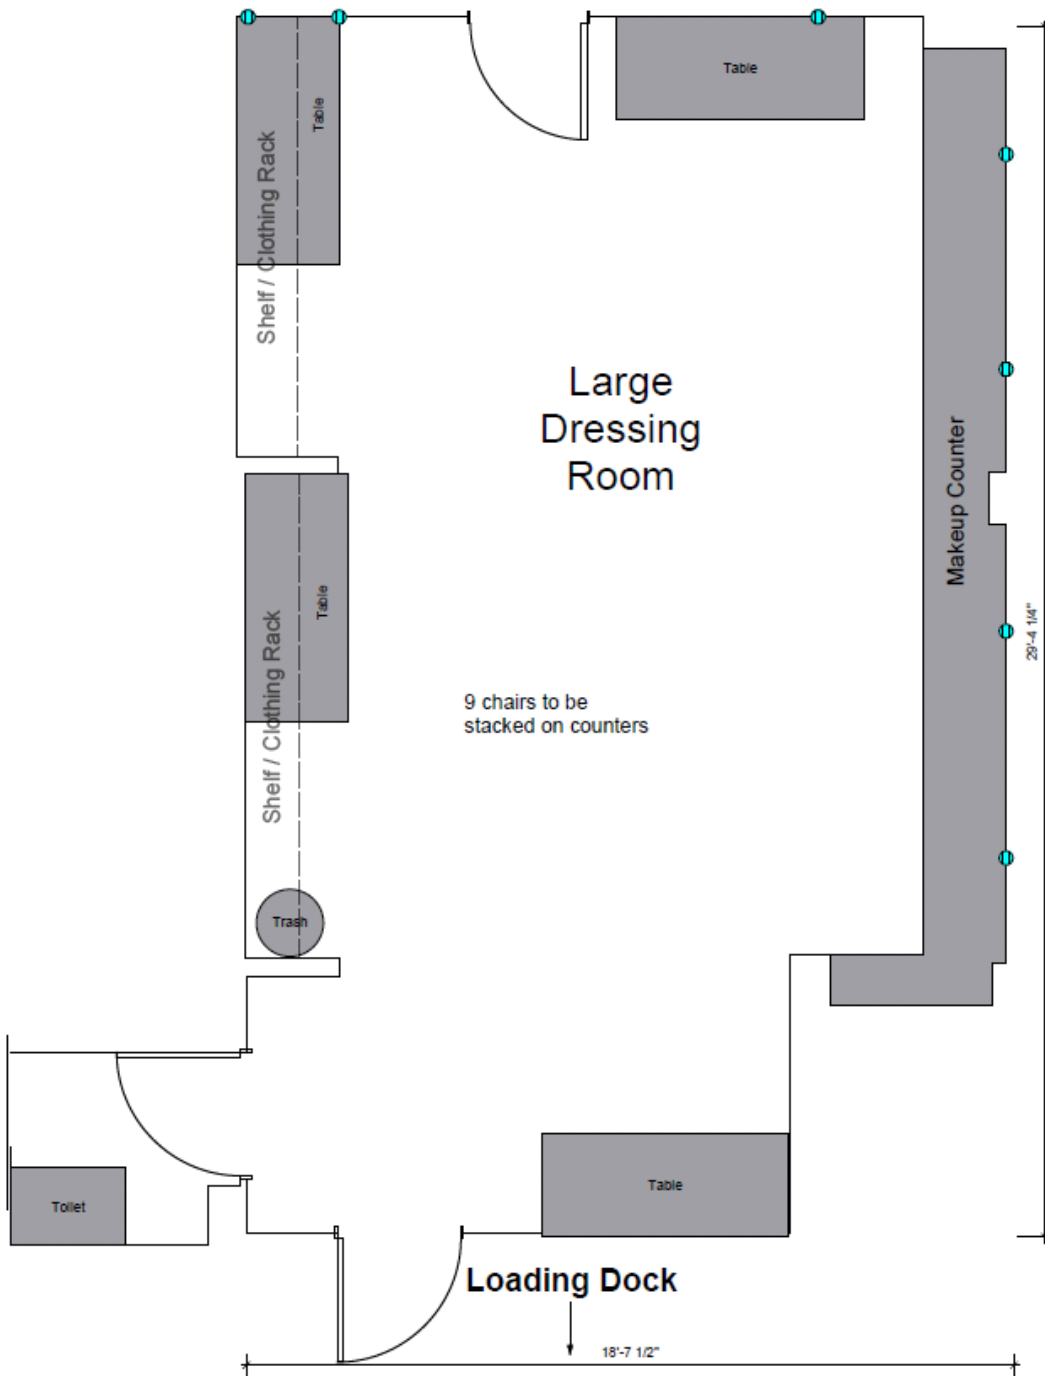 Table
Table
Shelf / Clothing Rack
Large
Dressing
Room
Makeup Counter
Table
Shelf / Clothing Rack
29'-4 1/4"
9 chairs to be
stacked on counters
Trash
Toilet
Table
Loading Dock
18'-7 1/2"